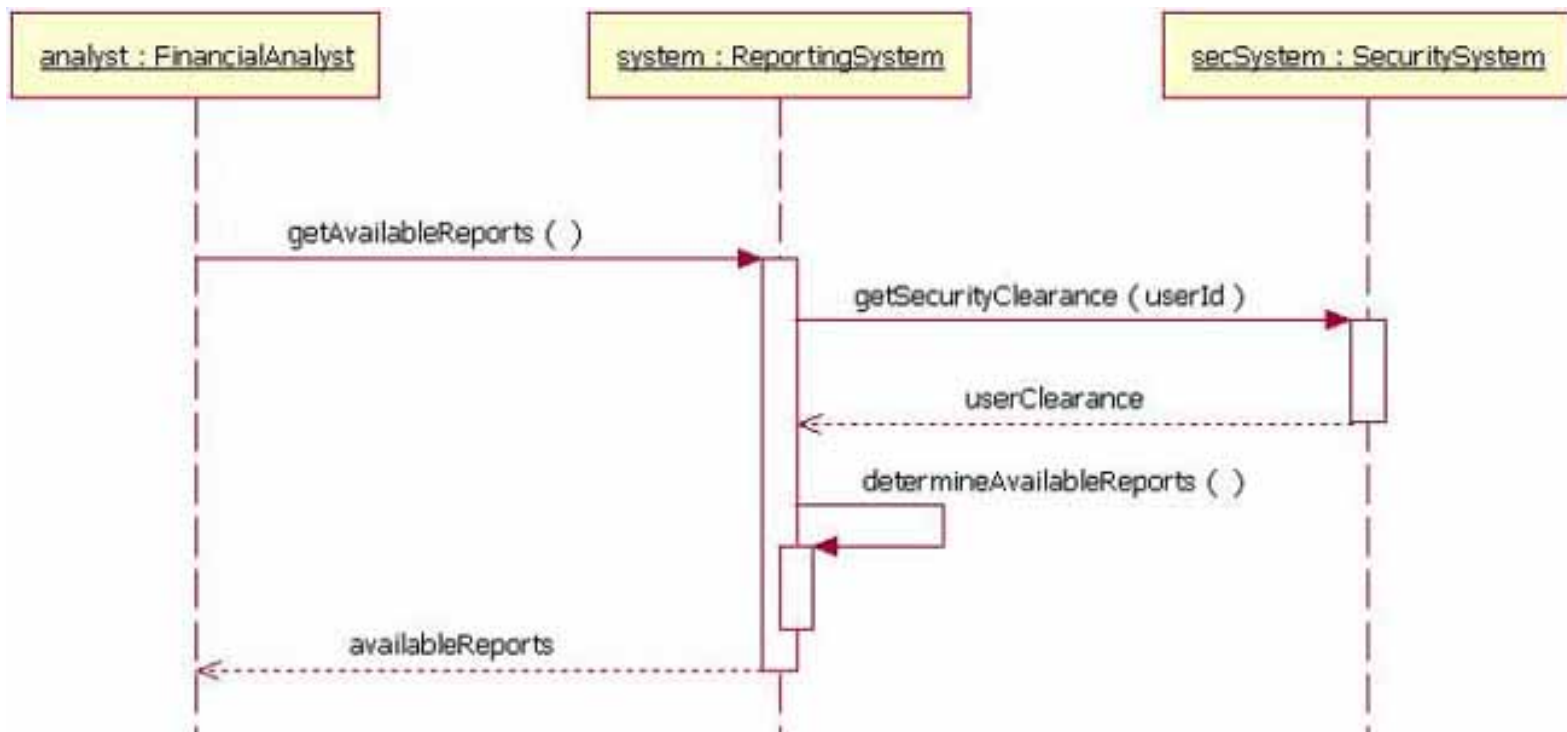 analyst : FinancialAnalyst
system : ReportingSystem
secSystem : SecuritySystem
getAvailableReports ( )
getSecurityClearance ( userId )
userClearance
determineAvailableReports ( )
availableReports